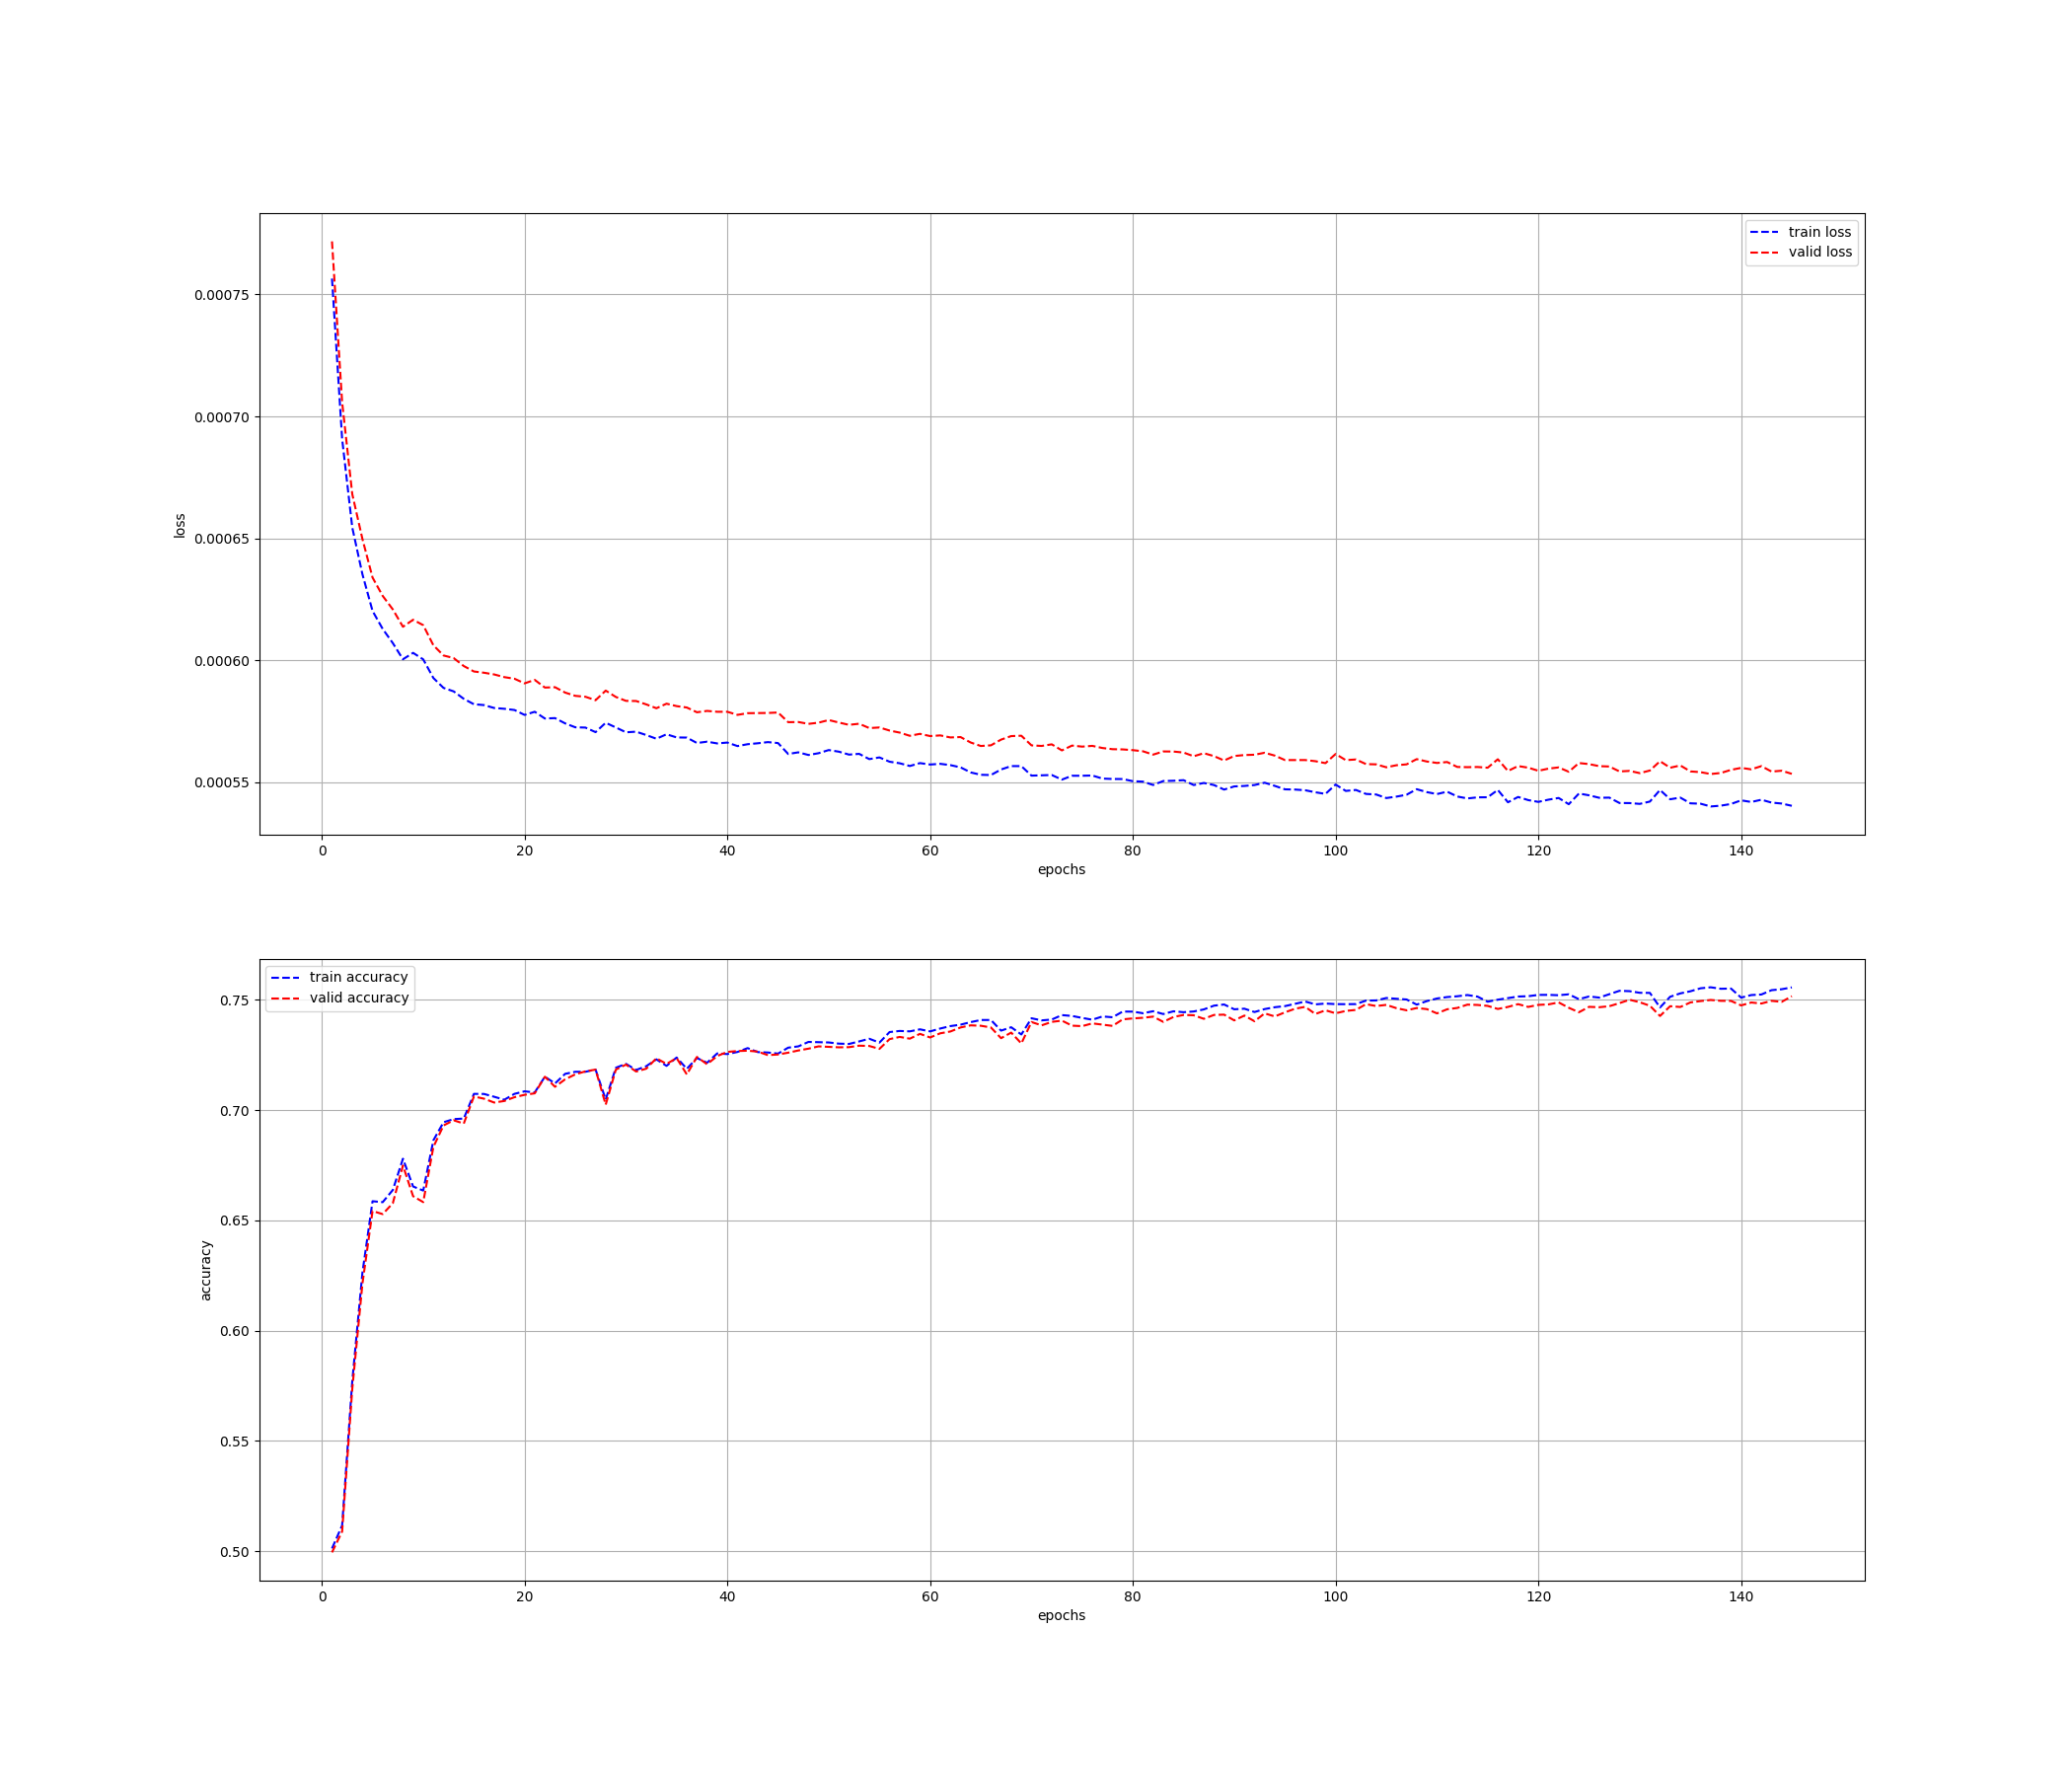 train loss
valid loss
0.00075
0.00070
0.00065
0.00060
0.00055
loss
0 20 40 60 80 100 120 140
epochs
train accuracy
valid accuracy
0.75
0.70
0.65
0.60
0.55
0.50
accuracy
0 20 40 60 80 100 120 140
epochs